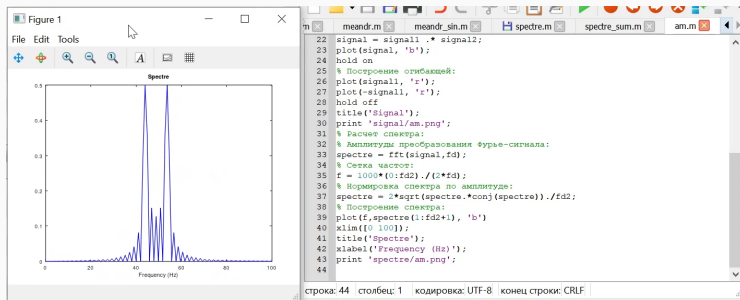 Figure 1
File Edit Tools
A
Spectre
0.5
0.4
0.3
0.2
0.1
0
0 20 40 60 80 100
Frequency (Hz)
meandr.m meandr_sin.m spectre.m spectre_sum.m am.m
22 signal = signal1 .* signal2;
23 plot(signal, 'b');
24 hold on
25 % Построение огибающей:
26 plot(signal1, 'r');
27 plot(-signal1, 'r');
28 hold off
29 title('Signal');
30 print 'signal/am.png';
31 % Расчет спектра:
32 % Амплитуды преобразования Фурье-сигнала:
33 spectre = fft(signal,fd);
34 % Сетка частот:
35 f = 1000*(0:fd2)./(2*fd);
36 % Нормировка спектра по амплитуде:
37 spectre = 2*sqrt(spectre.*conj(spectre))./fd2;
38 % Построение спектра:
39 plot(f,spectre(1:fd2+1), 'b')
40 xlim([0 100]);
41 title('Spectre');
42 xlabel('Frequency (Hz)');
43 print 'spectre/am.png';
44
строка: 44 столбец: 1 кодировка: UTF-8 конец строки: CRLF